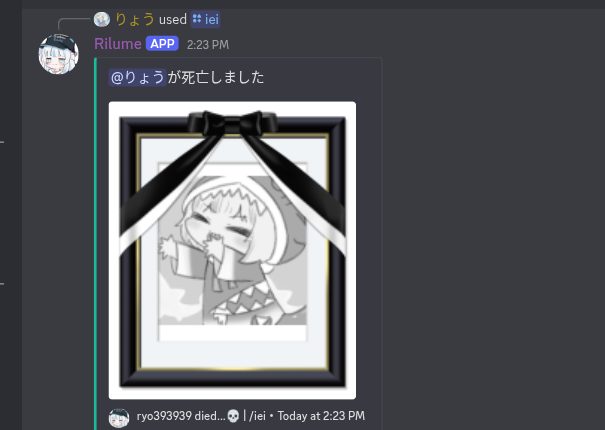 りょう used iei
Rilume APP 2:23 PM
@りょうが死亡しました
ryo393939 died...💀 | /iei • Today at 2:23 PM